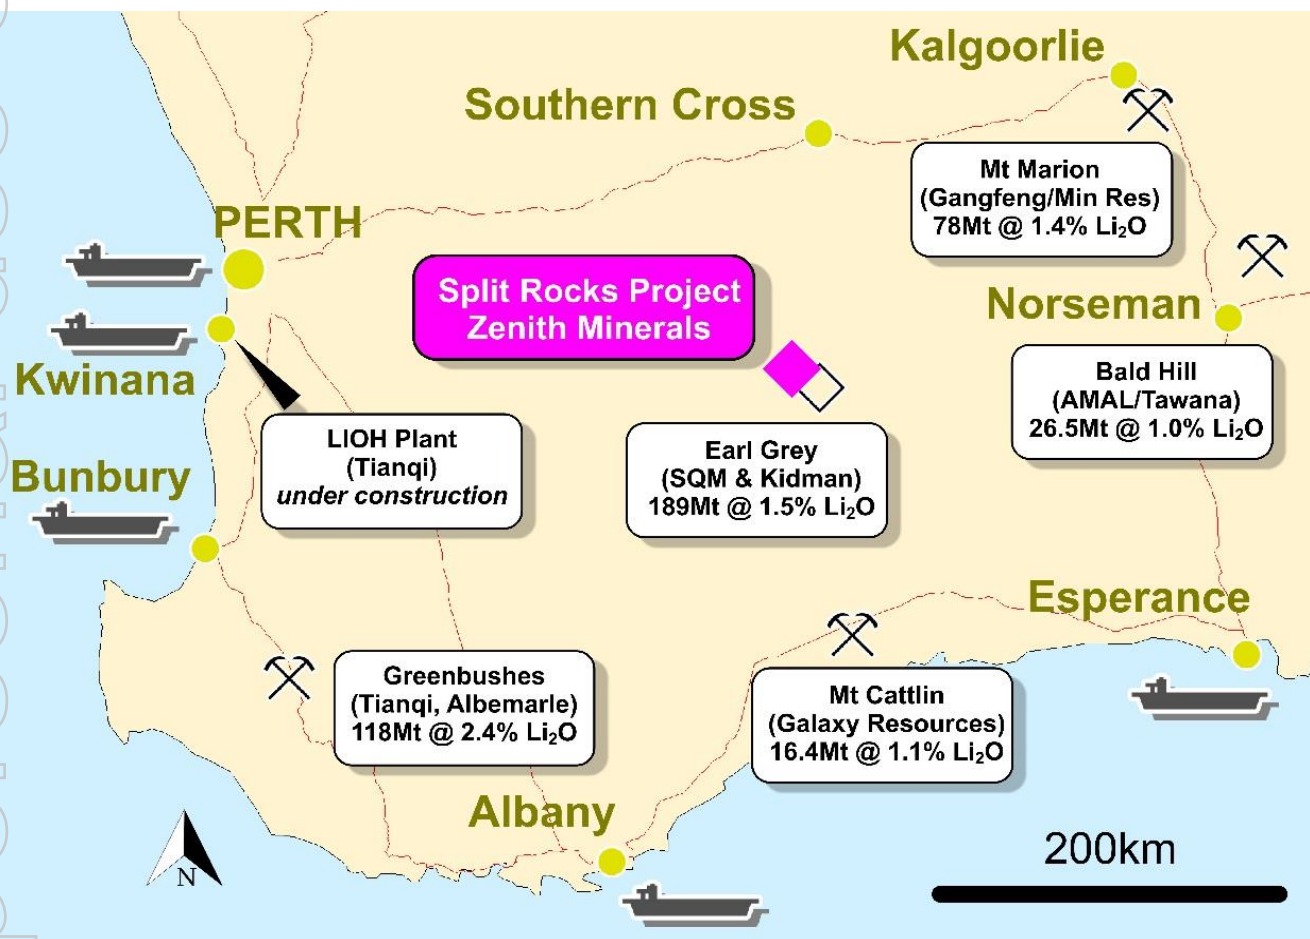 Kalgoorlie
Southern Cross
Mt Marion
(Gangfeng/Min Res)
78Mt @ 1.4% Li₂O
PERTH
Split Rocks Project
Zenith Minerals
Norseman
Kwinana
Bald Hill
(AMAL/Tawana)
26.5Mt @ 1.0% Li₂O
LIOH Plant
(Tianqi)
under construction
Earl Grey
(SQM & Kidman)
189Mt @ 1.5% Li₂O
Bunbury
Esperance
Greenbushes
(Tianqi, Albemarle)
118Mt @ 2.4% Li₂O
Mt Cattlin
(Galaxy Resources)
16.4Mt @ 1.1% Li₂O
Albany
200km
N